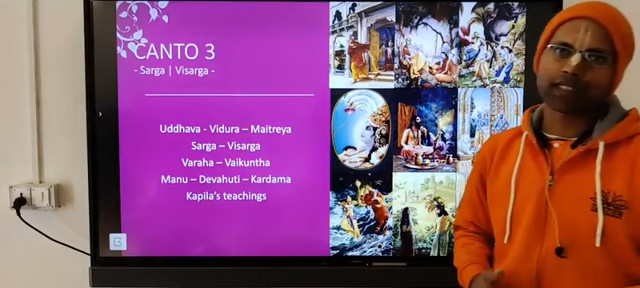 CANTO 3
- Sarga | Visarga -
Uddhava - Vidura – Maitreya
Sarga – Visarga
Varaha – Vaikuntha
Manu – Devahuti – Kardama
Kapila's teachings